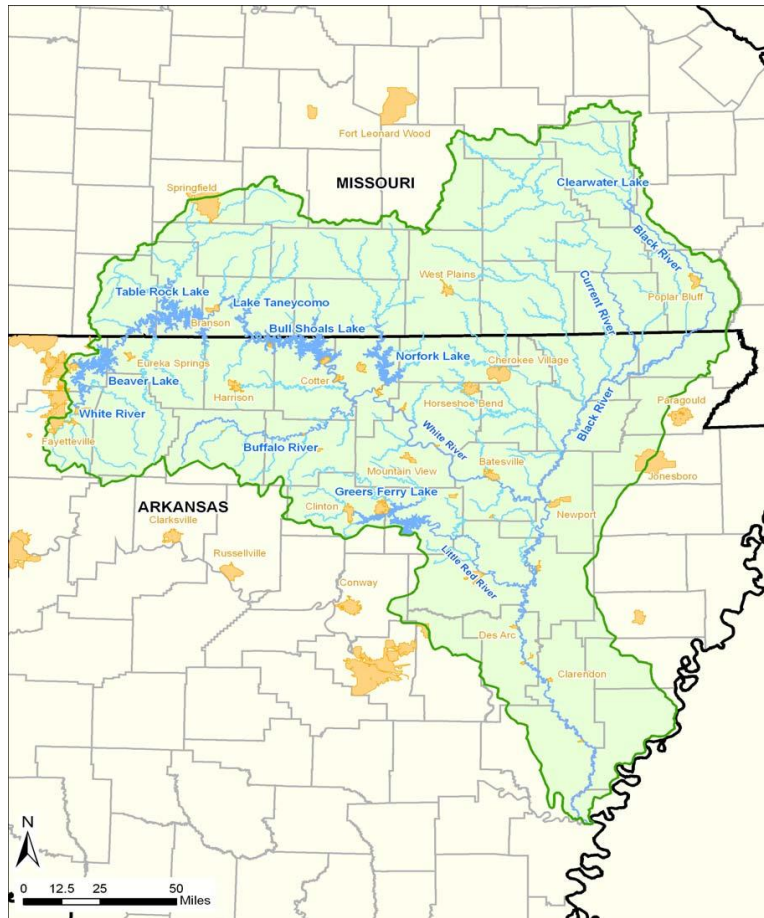 Fort Leonard Wood
Springfield
MISSOURI
Clearwater Lake
Black River
West Plains
Current River
Poplar Bluff
Table Rock Lake
Lake Taneycomo
Branson
Bull Shoals Lake
Norfork Lake
Eureka Springs
Cherokee Village
Beaver Lake
Cotter
Harrison
Horseshoe Bend
White River
Black River
Paragould
Fayetteville
Buffalo River
White River
Mountain View
Batesville
Jonesboro
Greers Ferry Lake
ARKANSAS
Clinton
Newport
Clarksville
Russellville
Little Red River
Conway
Des Arc
Clarendon
N
0 12.5 25 50
Miles